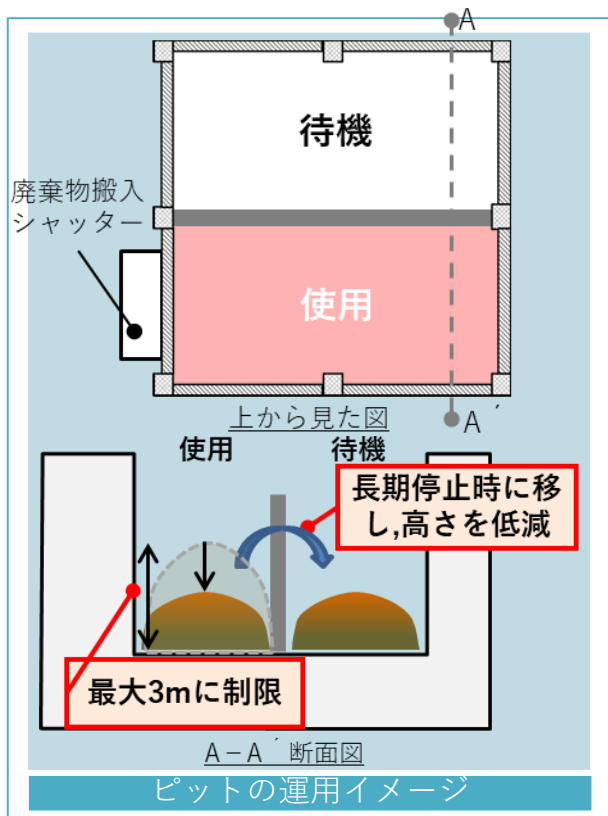 A
待機
廃棄物搬入
シャッター
使用
A ´
上から見た図
使用
待機
長期停止時に移
し,高さを低減
最大3mに制限
A－A ´ 断面図
ピットの運用イメージ